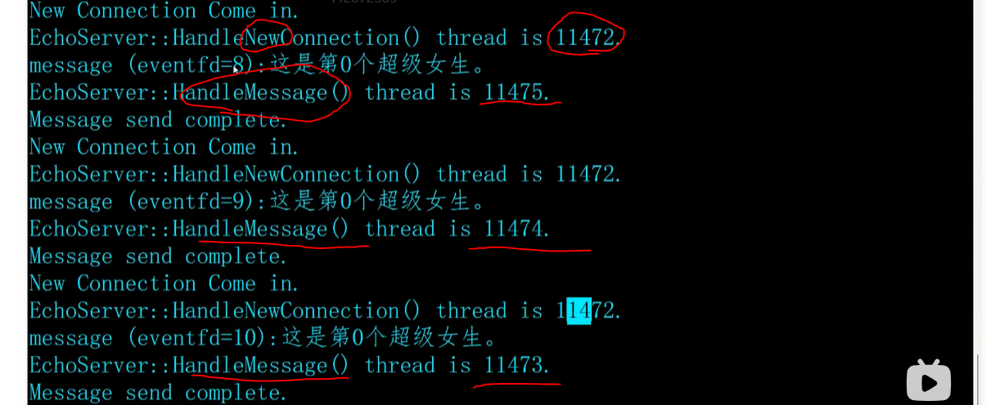 New Connection Come in.
EchoServer::HandleNewConnection() thread is 11472.
message (eventfd=8):这是第0个超级女生。
EchoServer::HandleMessage() thread is 11475.
Message send complete.
New Connection Come in.
EchoServer::HandleNewConnection() thread is 11472.
message (eventfd=9):这是第0个超级女生。
EchoServer::HandleMessage() thread is 11474.
Message send complete.
New Connection Come in.
EchoServer::HandleNewConnection() thread is 11472.
message (eventfd=10):这是第0个超级女生。
EchoServer::HandleMessage() thread is 11473.
Message send complete.